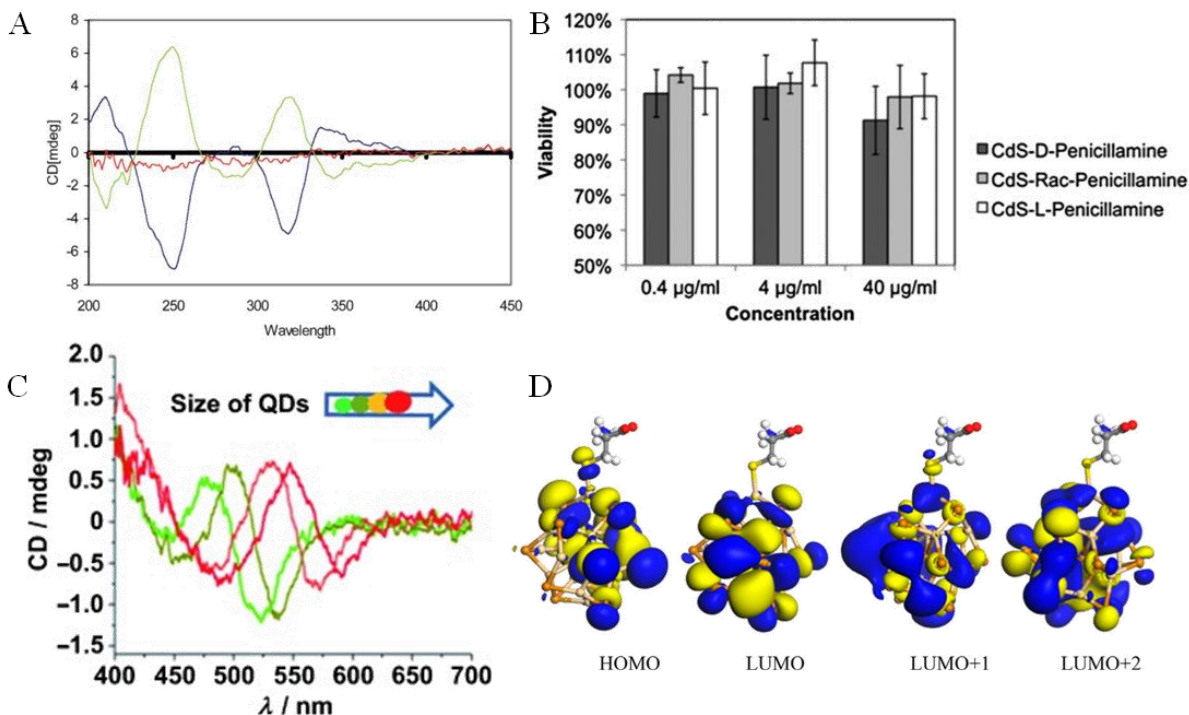 A
CD[mdeg]
8
6
4
2
0
-2
-4
-6
-8
200
250
300
350
400
450
Wavelength
B
Viability
120%
110%
100%
90%
80%
70%
60%
50%
0.4 µg/ml
4 µg/ml
40 µg/ml
Concentration
CdS-D-Penicillamine
CdS-Rac-Penicillamine
CdS-L-Penicillamine
C
CD / mdeg
2.0
1.5
1.0
0.5
0
−0.5
−1.0
−1.5
Size of QDs
400
450
500
550
600
650
700
λ / nm
D
HOMO
LUMO
LUMO+1
LUMO+2